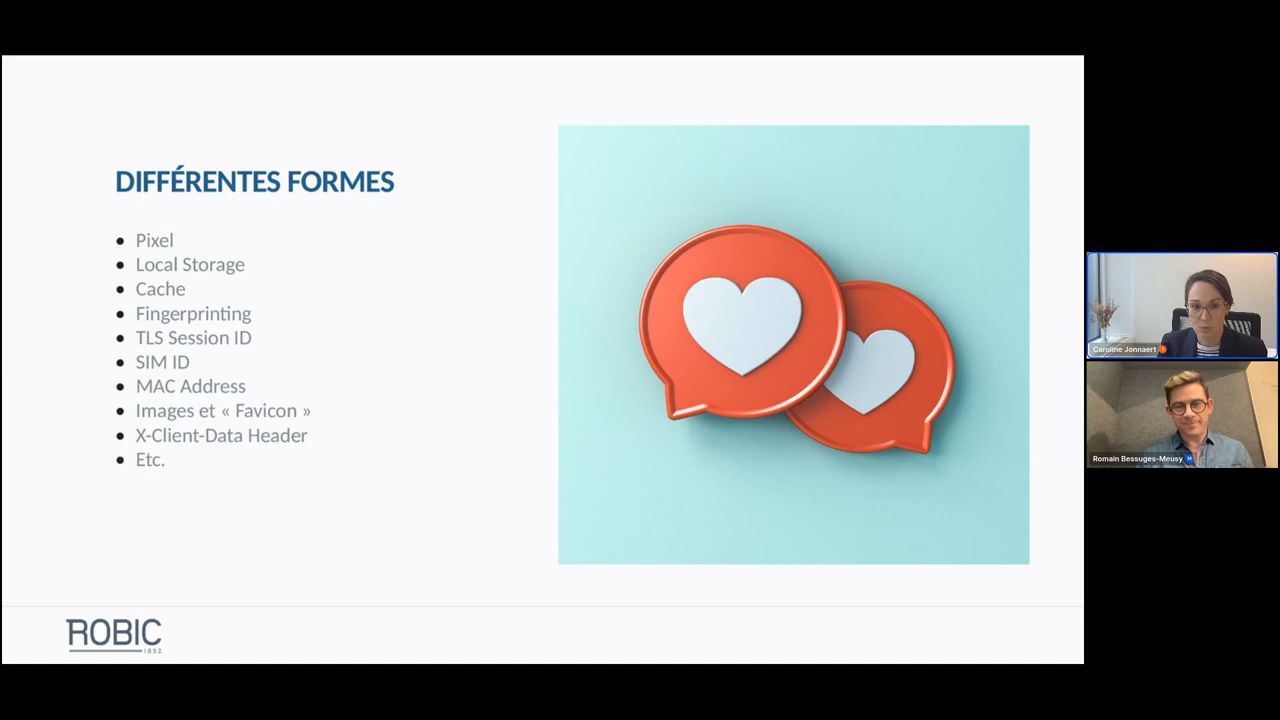 DIFFÉRENTES FORMES
Pixel
Local Storage
Cache
Fingerprinting
TLS Session ID
SIM ID
MAC Address
Images et « Favicon »
X-Client-Data Header
Etc.
ROBIC
1892
Caroline Jonnaert
Romain Bessuges-Meusy